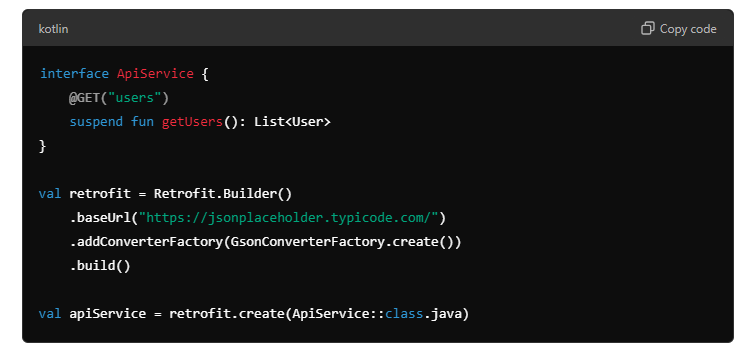 kotlin
Copy code
interface ApiService {
    @GET("users")
    suspend fun getUsers(): List<User>
}
val retrofit = Retrofit.Builder()
    .baseUrl("https://jsonplaceholder.typicode.com/")
    .addConverterFactory(GsonConverterFactory.create())
    .build()
val apiService = retrofit.create(ApiService::class.java)